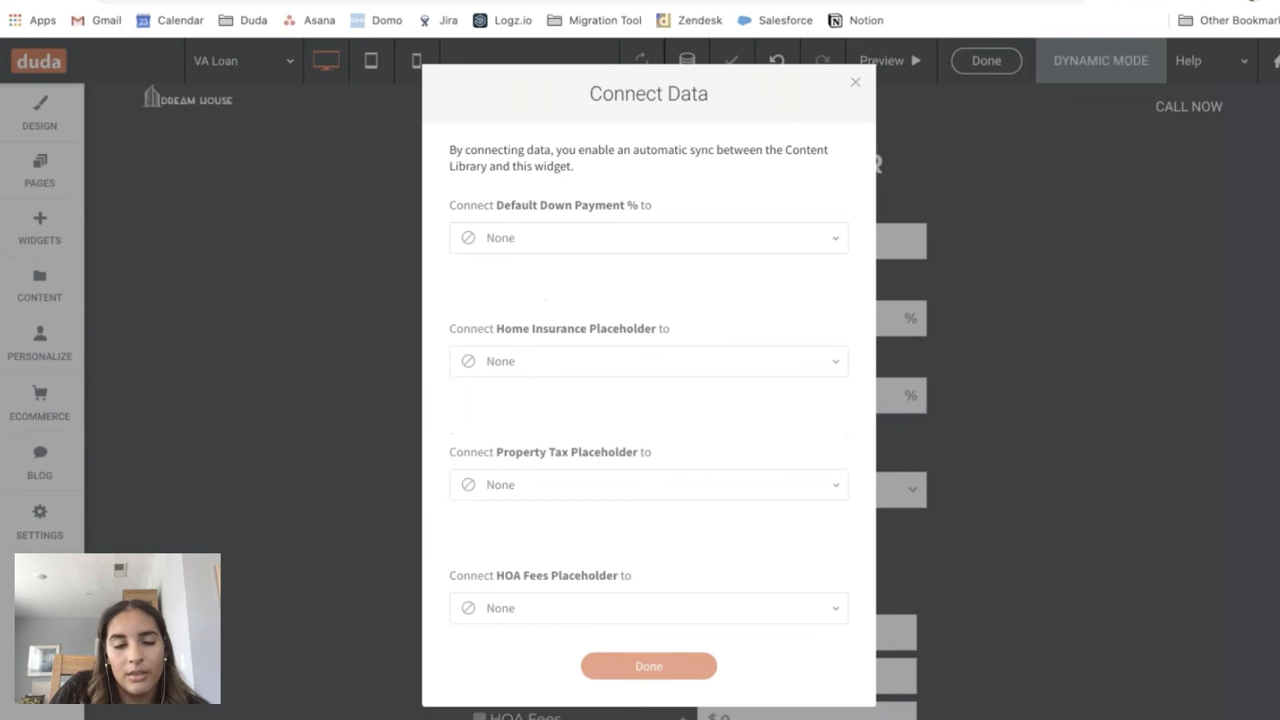 Apps Gmail Calendar Duda Asana Domo Jira Logz.io Migration Tool Zendesk Salesforce Notion Other Bookmar
duda VA Loan Preview Done DYNAMIC MODE Help
DREAM HOUSE
CALL NOW
DESIGN
PAGES
WIDGETS
CONTENT
PERSONALIZE
ECOMMERCE
BLOG
SETTINGS
Connect Data
By connecting data, you enable an automatic sync between the Content
Library and this widget.
Connect Default Down Payment % to
None
Connect Home Insurance Placeholder to
None
Connect Property Tax Placeholder to
None
Connect HOA Fees Placeholder to
None
Done
R
%
%
HOA Fees